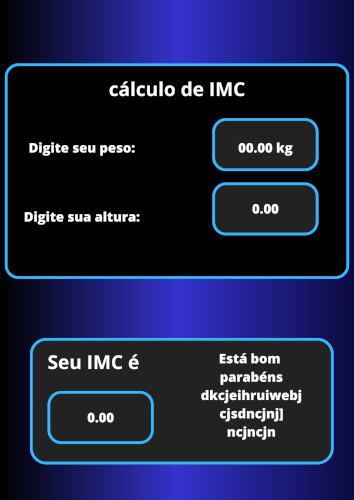 cálculo de IMC
Digite seu peso:
00.00 kg
Digite sua altura:
0.00
Seu IMC é
0.00
Está bom
parabéns
dkcjeihruiwebj
cjsdncjnj]
ncjncjn